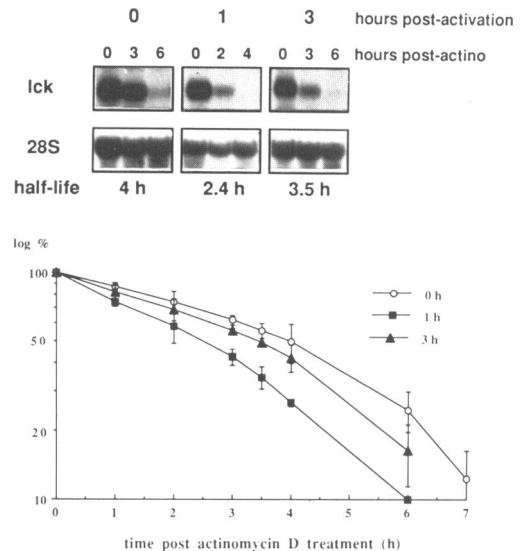 0 1 3 hours post-activation
0 3 6 0 2 4 0 3 6 hours post-actino
lck
28S
half-life 4 h 2.4 h 3.5 h
log %
100
50
20
10
0 h
1 h
3 h
0 1 2 3 4 5 6 7
time post actinomycin D treatment (h)